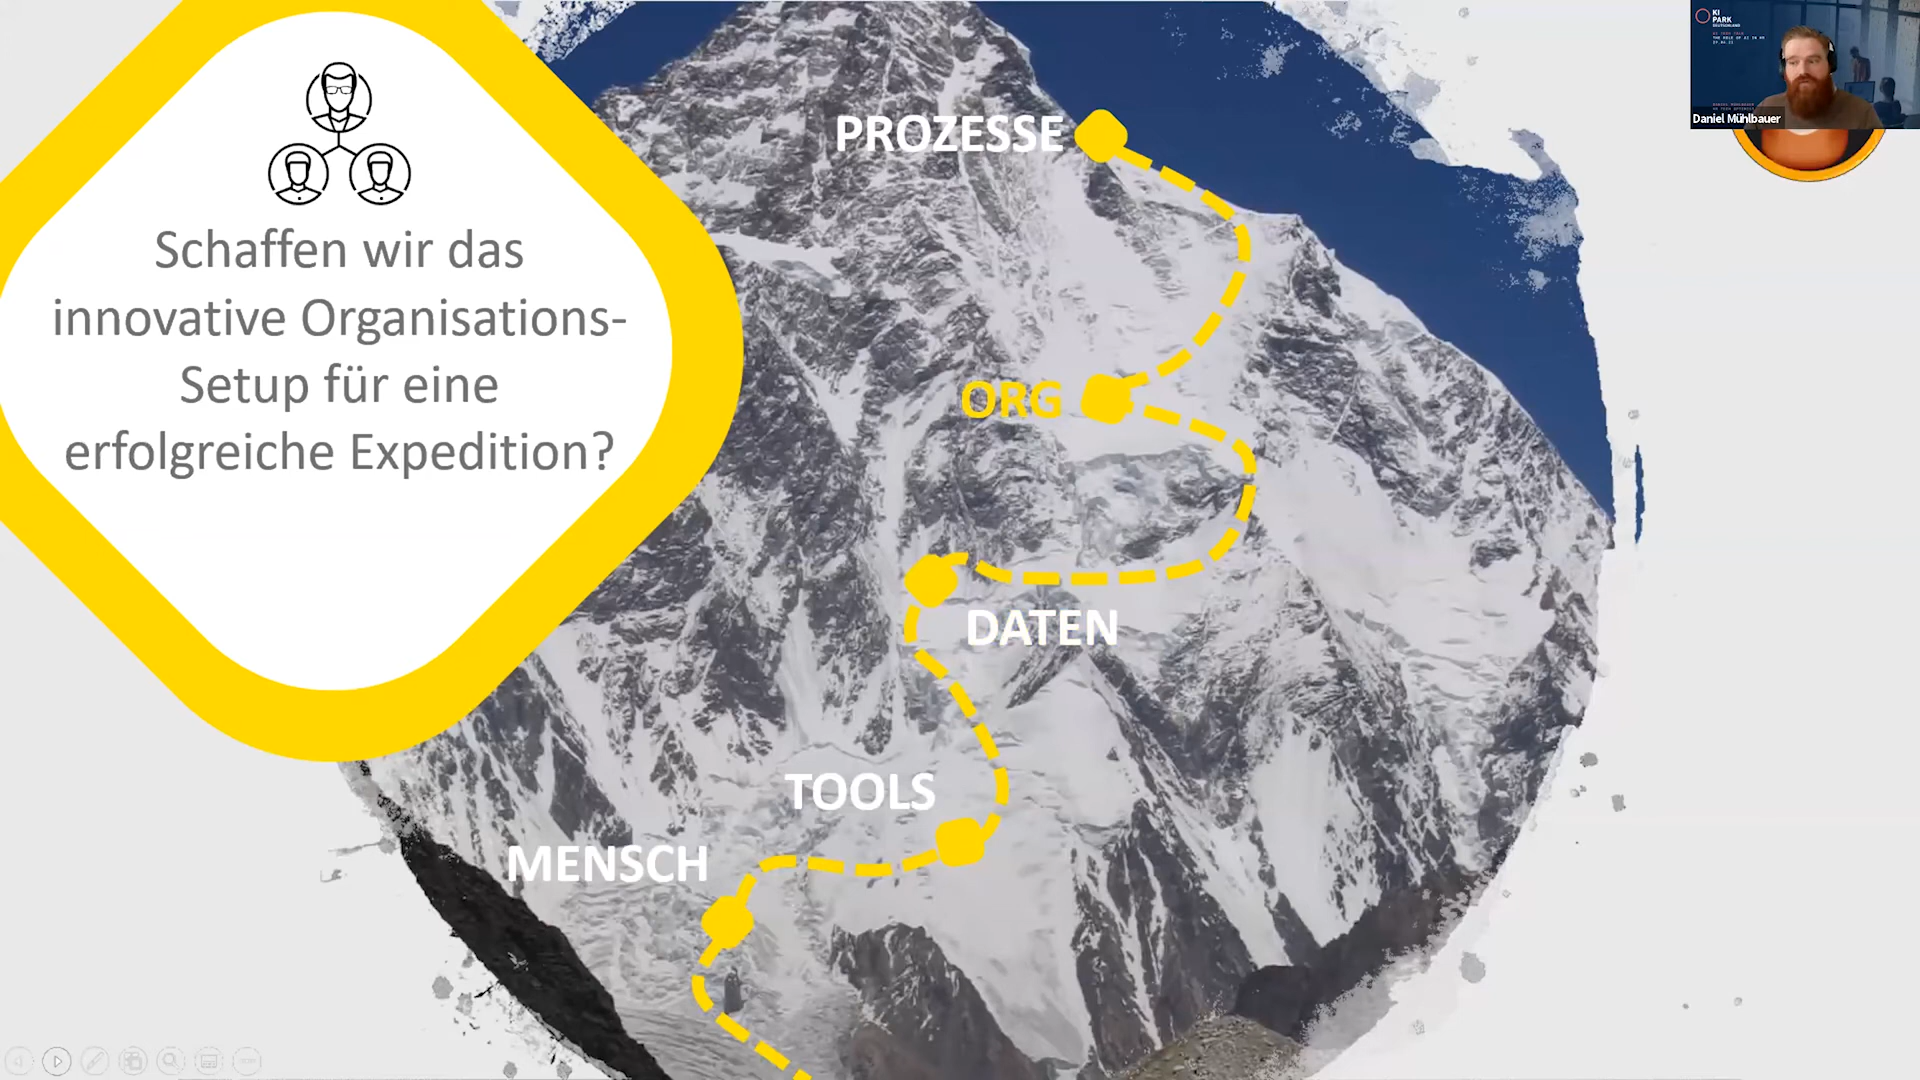 Schaffen wir das
innovative Organisations-
Setup für eine
erfolgreiche Expedition?
PROZESSE
ORG
DATEN
TOOLS
MENSCH
KI
PARK
DEUTSCHLAND
Daniel Mühlbauer